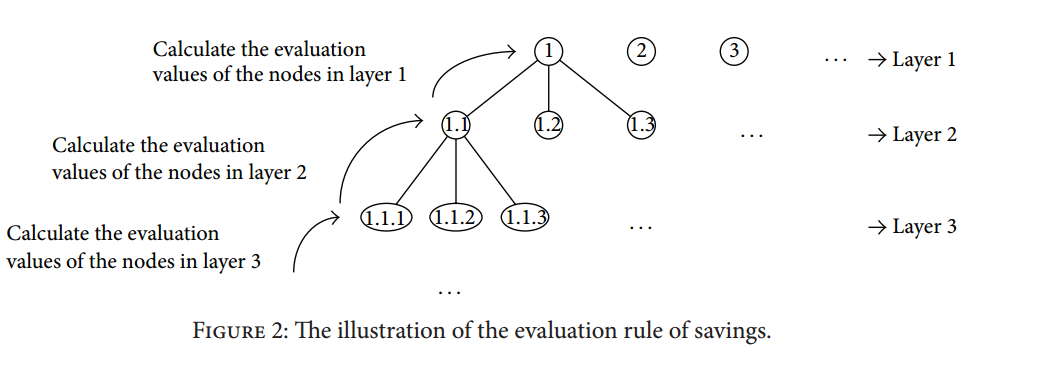 Calculate the evaluation
values of the nodes in layer 1
1
2
3
... → Layer 1
Calculate the evaluation
values of the nodes in layer 2
1.1
1.2
1.3
... → Layer 2
Calculate the evaluation
values of the nodes in layer 3
1.1.1
1.1.2
1.1.3
... → Layer 3
...
FIGURE 2: The illustration of the evaluation rule of savings.